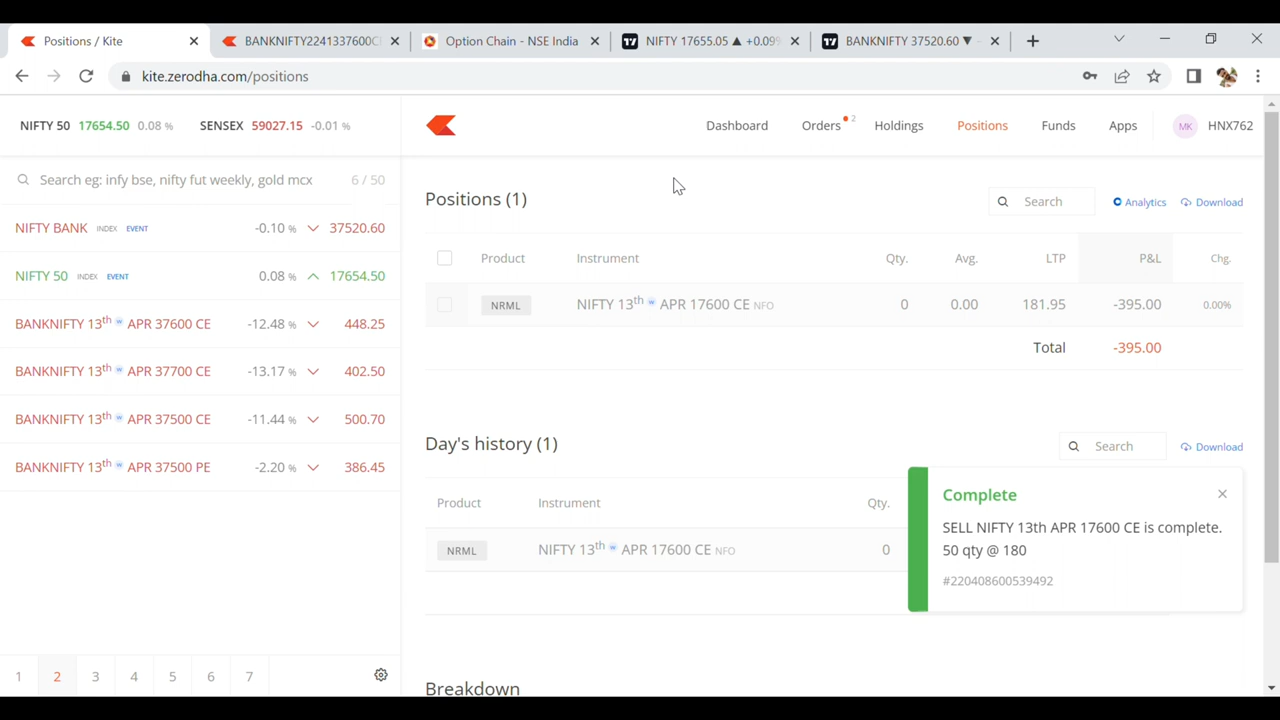 Positions / Kite
BANKNIFTY2241337600C
Option Chain - NSE India
NIFTY 17655.05 ▲ +0.09%
BANKNIFTY 37520.60 ▼
kite.zerodha.com/positions
NIFTY 50 17654.50 0.08 % SENSEX 59027.15 -0.01 %
Dashboard Orders 2 Holdings Positions Funds Apps MK HNX762
Search eg: infy bse, nifty fut weekly, gold mcx 6 / 50
NIFTY BANK INDEX EVENT -0.10 % 37520.60
NIFTY 50 INDEX EVENT 0.08 % 17654.50
BANKNIFTY 13th w APR 37600 CE -12.48 % 448.25
BANKNIFTY 13th w APR 37700 CE -13.17 % 402.50
BANKNIFTY 13th w APR 37500 CE -11.44 % 500.70
BANKNIFTY 13th w APR 37500 PE -2.20 % 386.45
1 2 3 4 5 6 7
Positions (1) Search Analytics Download
Product Instrument Qty. Avg. LTP P&L Chg.
NRML NIFTY 13th w APR 17600 CE NFO 0 0.00 181.95 -395.00 0.00%
Total -395.00
Day's history (1) Search Download
Product Instrument Qty.
NRML NIFTY 13th w APR 17600 CE NFO 0
Complete
SELL NIFTY 13th APR 17600 CE is complete.
50 qty @ 180
#220408600539492
Breakdown